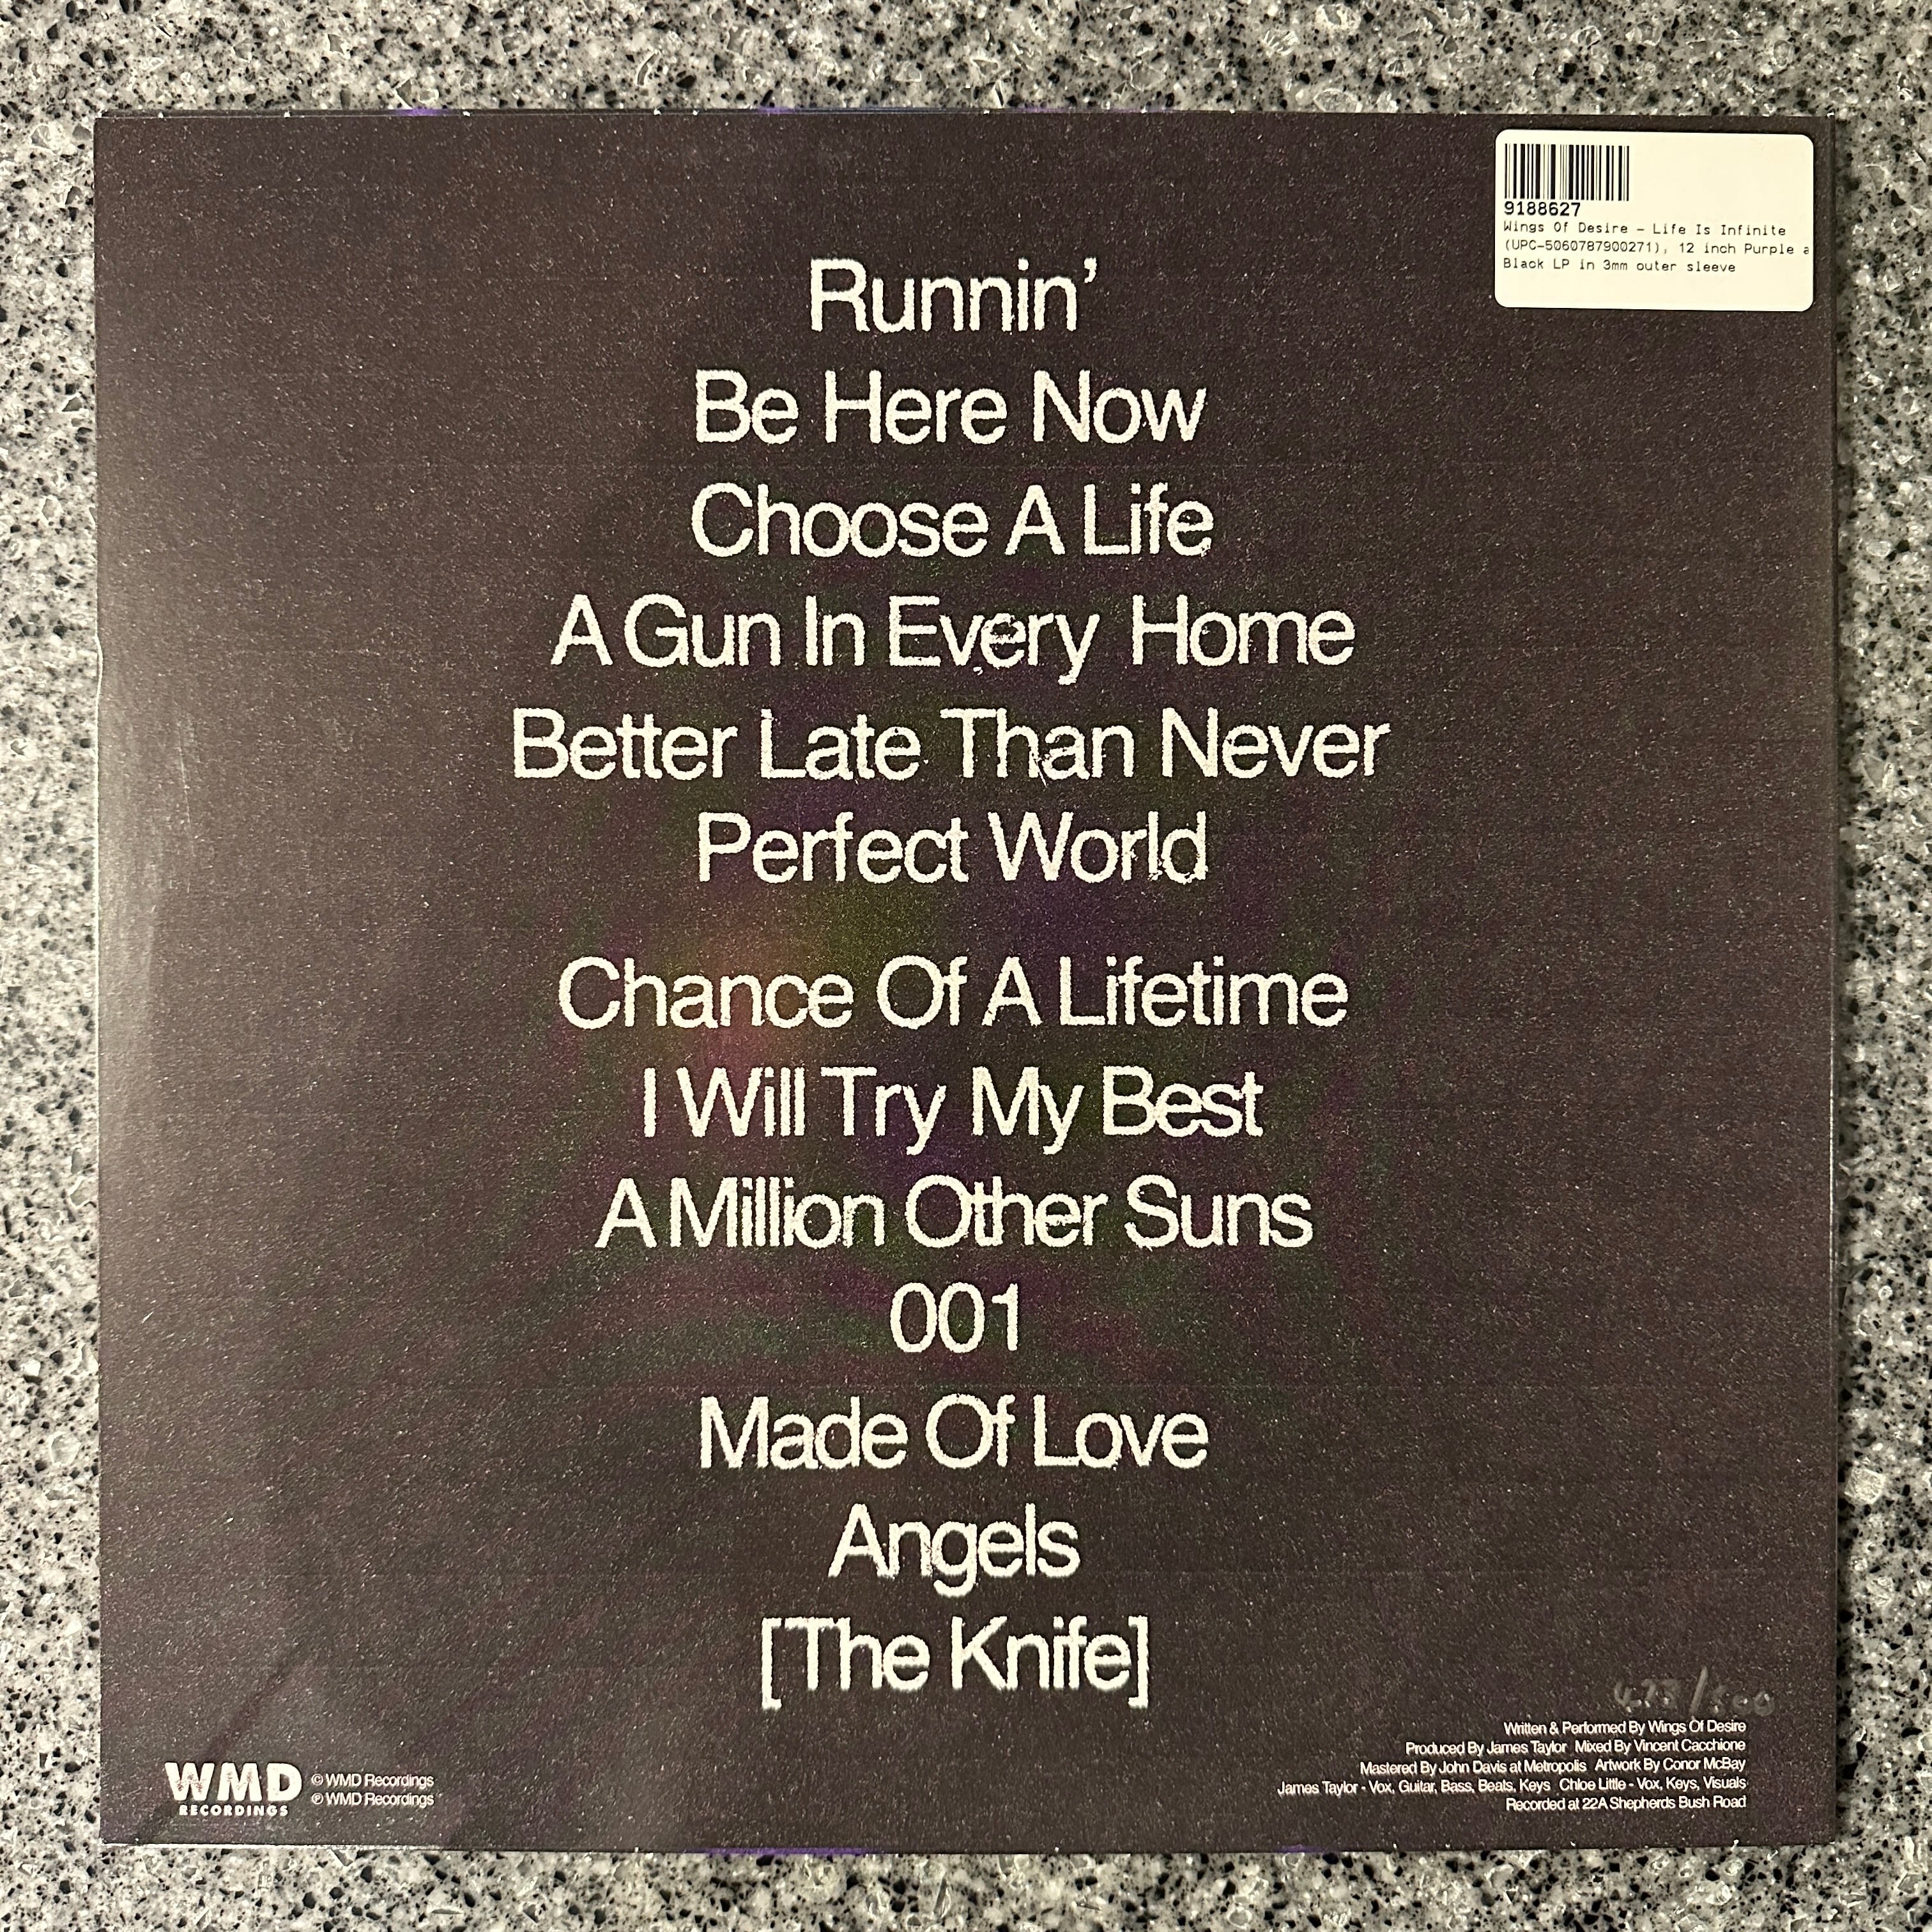 9188627
Wings Of Desire - Life Is Infinite
(UPC-5060787900271), 12 inch Purple a
Black LP in 3mm outer sleeve
Runnin’
Be Here Now
Choose A Life
A Gun In Every Home
Better Late Than Never
Perfect World
Chance Of A Lifetime
I Will Try My Best
A Million Other Suns
001
Made Of Love
Angels
[The Knife]
Written & Performed By Wings Of Desire
Produced By James Taylor Mixed By Vincent Cacchione
Mastered By John Davis at Metropolis Artwork By Conor McBay
James Taylor - Vox, Guitar, Bass, Beats, Keys Chloe Little - Vox, Keys, Visuals
Recorded at 22A Shepherds Bush Road
WMD
RECORDINGS
© WMD Recordings
℗ WMD Recordings